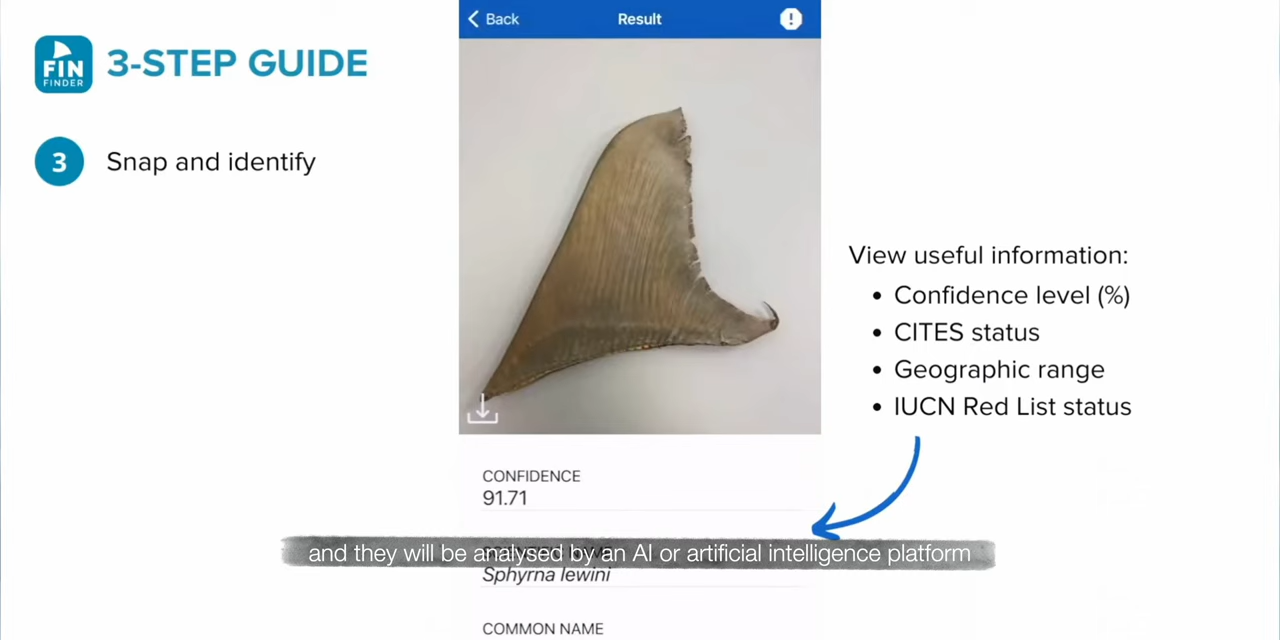 FIN
FINDER
3-STEP GUIDE
3
Snap and identify
Back
Result
!
View useful information:
• Confidence level (%)
• CITES status
• Geographic range
• IUCN Red List status
CONFIDENCE
91.71
and they will be analysed by an AI or artificial intelligence platform
Sphyrna lewini
COMMON NAME